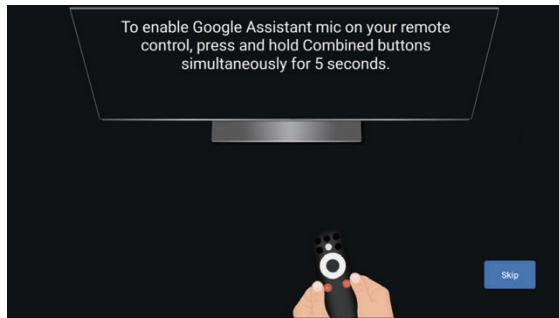 To enable Google Assistant mic on your remote
control, press and hold Combined buttons
simultaneously for 5 seconds.
Skip